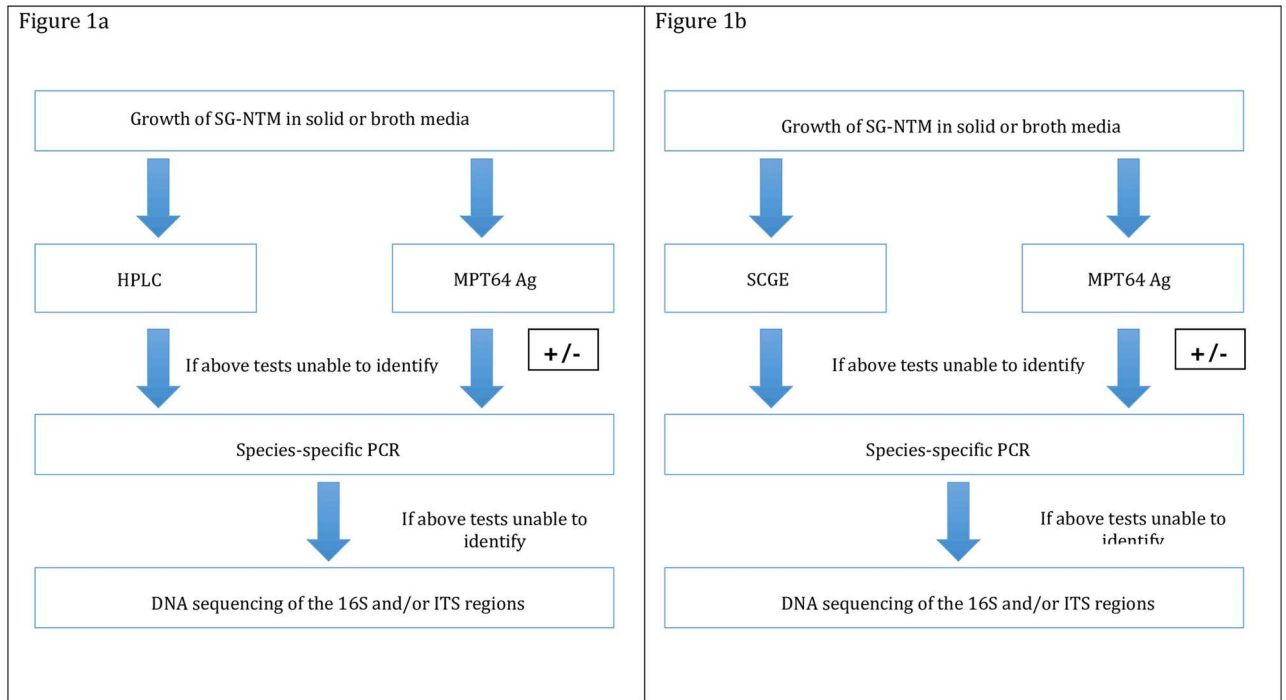 Figure 1a
Growth of SG-NTM in solid or broth media
HPLC
MPT64 Ag
If above tests unable to identify
+/-
Species-specific PCR
If above tests unable to
identify
DNA sequencing of the 16S and/or ITS regions
Figure 1b
Growth of SG-NTM in solid or broth media
SCGE
MPT64 Ag
If above tests unable to identify
+/-
Species-specific PCR
If above tests unable to
identify
DNA sequencing of the 16S and/or ITS regions